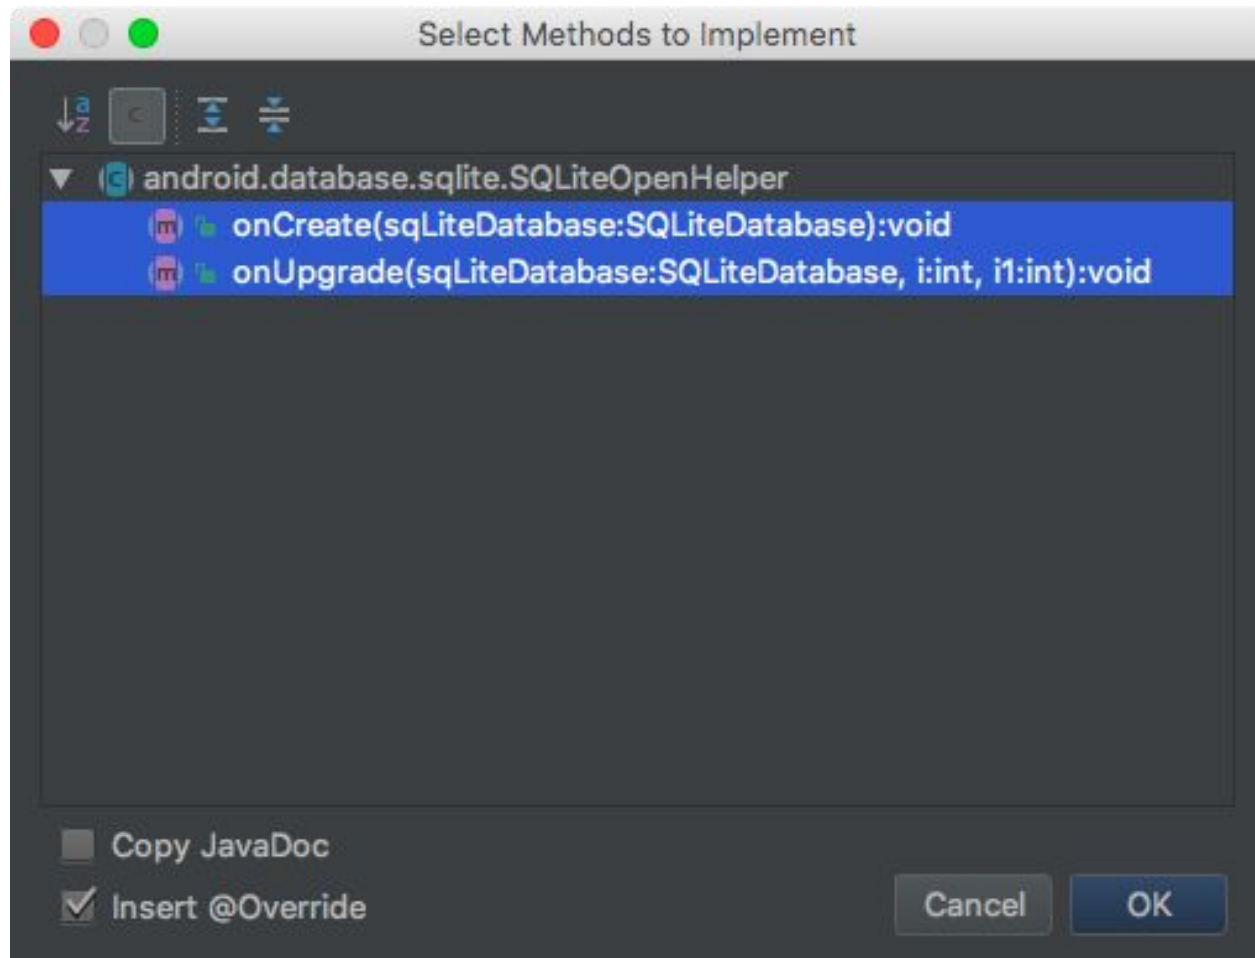 Select Methods to Implement
android.database.sqlite.SQLiteOpenHelper
onCreate(sqLiteDatabase:SQLiteDatabase):void
onUpgrade(sqLiteDatabase:SQLiteDatabase, i:int, i1:int):void
Copy JavaDoc
Insert @Override
Cancel
OK